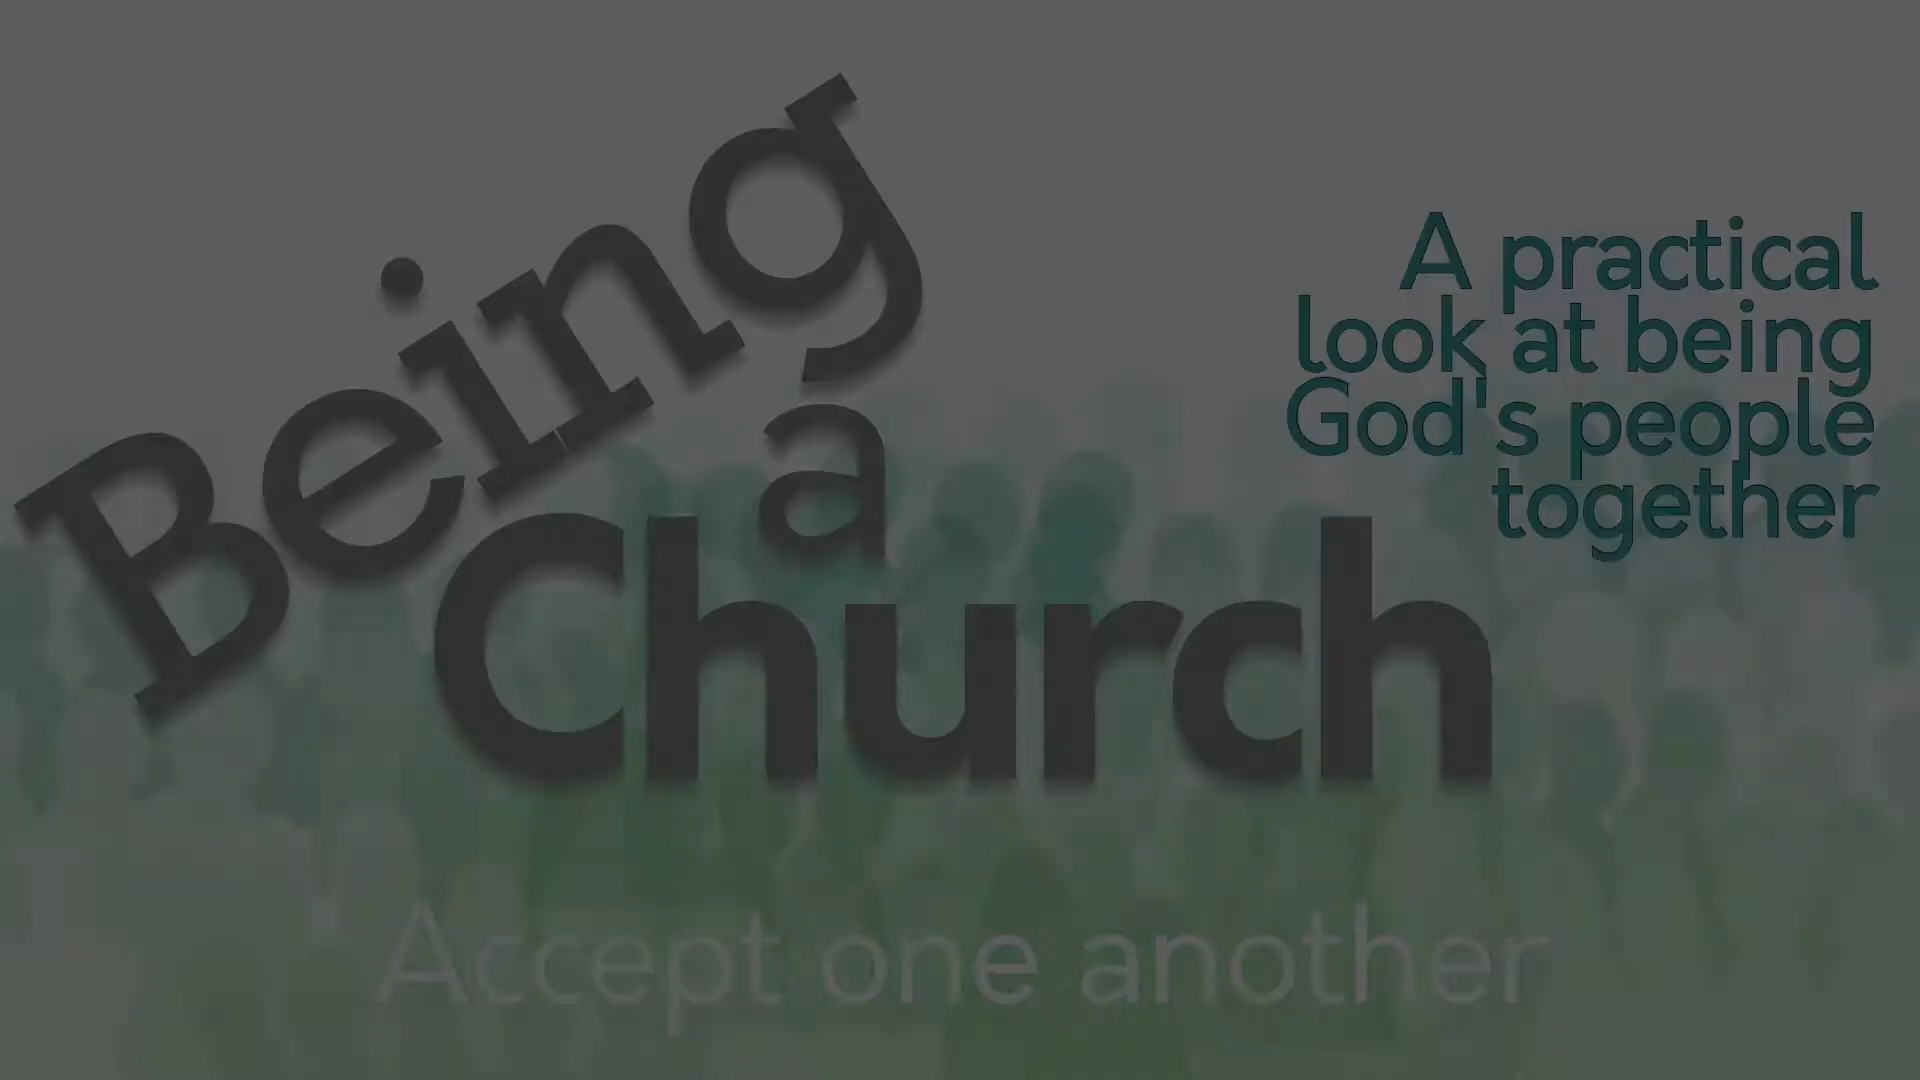 Being
a
Church
A practical
look at being
God's people
together
Accept one another